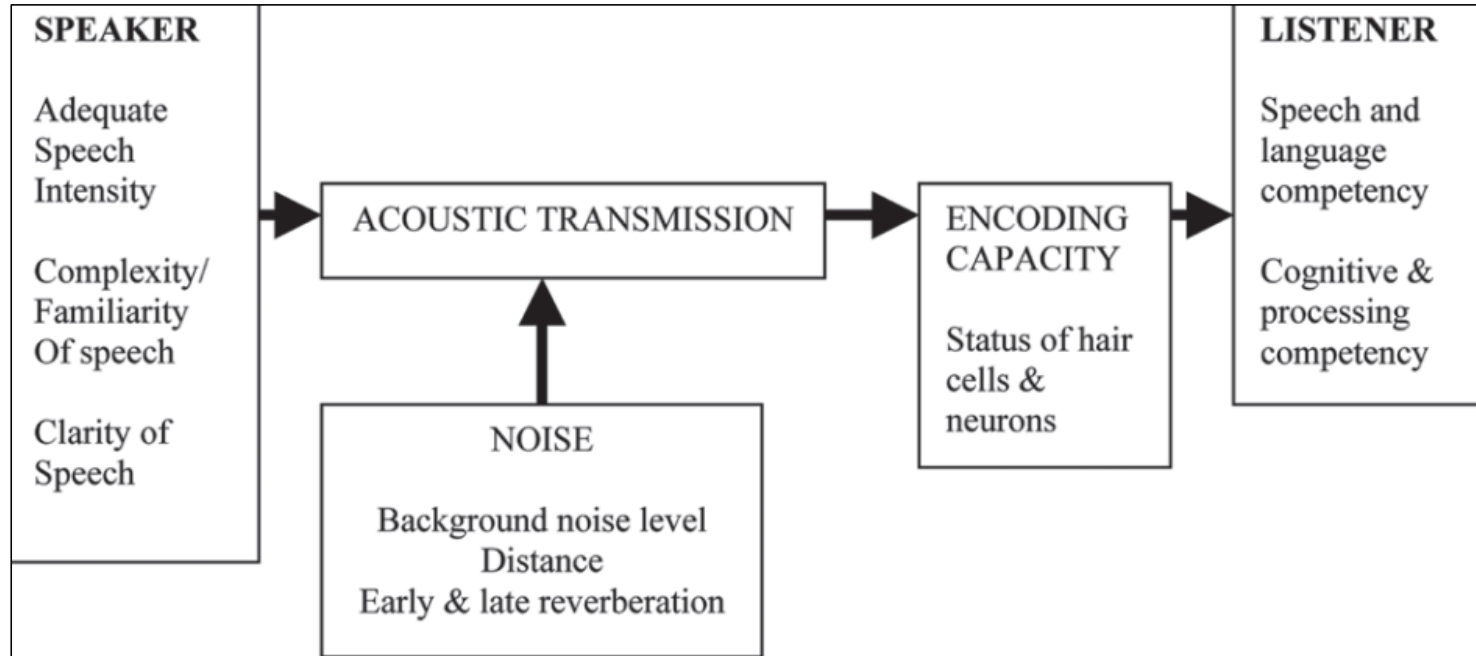 SPEAKER
Adequate
Speech
Intensity
Complexity/
Familiarity
Of speech
Clarity of
Speech
ACOUSTIC TRANSMISSION
NOISE
Background noise level
Distance
Early & late reverberation
ENCODING
CAPACITY
Status of hair
cells &
neurons
LISTENER
Speech and
language
competency
Cognitive &
processing
competency